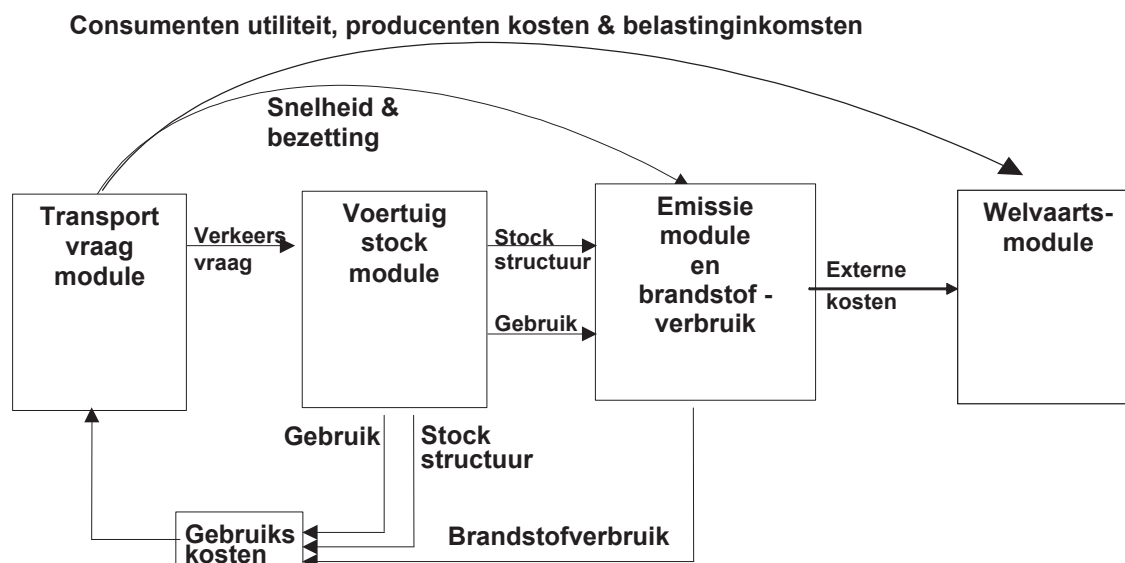 Consumenten utiliteit, producenten kosten & belastinginkomsten
Snelheid &
bezetting
Transport
vraag
module
Verkeers
vraag
Voertuig
stock
module
Stock
structuur
Gebruik
Emissie
module
en
brandstof -
verbruik
Externe
kosten
Welvaarts-
module
Gebruik
Stock
structuur
Gebruiks
kosten
Brandstofverbruik